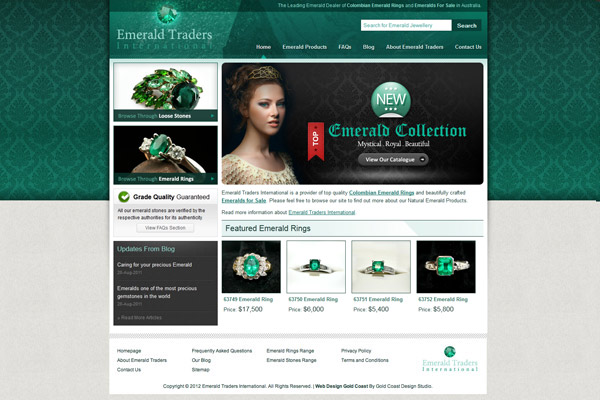 The Leading Emerald Dealer of Colombian Emerald Rings and Emeralds For Sale in Australia.
Emerald Traders
International
Search for Emerald Jewellery
Search
Home
Emerald Products
FAQs
Blog
About Emerald Traders
Contact Us
Browse Through Loose Stones
Browse Through Emerald Rings
NEW
TOP
Emerald Collection
Mystical . Royal . Beautiful
View Our Catalogue
Grade Quality Guaranteed
All our emerald stones are verified by the
respective authorities for its authenticity
View FAQs Section
Updates From Blog
Caring for your precious Emerald
28-Aug-2011
Emeralds one of the most precious
gemstones in the world
28-Aug-2011
» Read More Articles
Emerald Traders International is a provider of top quality Colombian Emerald Rings and beautifully crafted
Emeralds for Sale. Please feel free to browse our site to find out more about our Natural Emerald Products.
Read more information about Emerald Traders International
Featured Emerald Rings
63749 Emerald Ring
Price: $17,500
63750 Emerald Ring
Price: $6,000
63751 Emerald Ring
Price: $5,400
63752 Emerald Ring
Price: $5,800
Homepage
About Emerald Traders
Contact Us
Frequently Asked Questions
Our Blog
Sitemap
Emerald Rings Range
Emerald Stones Range
Privacy Policy
Terms and Conditions
Emerald Traders
International
Copyright © 2012 Emerald Traders International. All Rights Reserved. | Web Design Gold Coast By Gold Coast Design Studio.